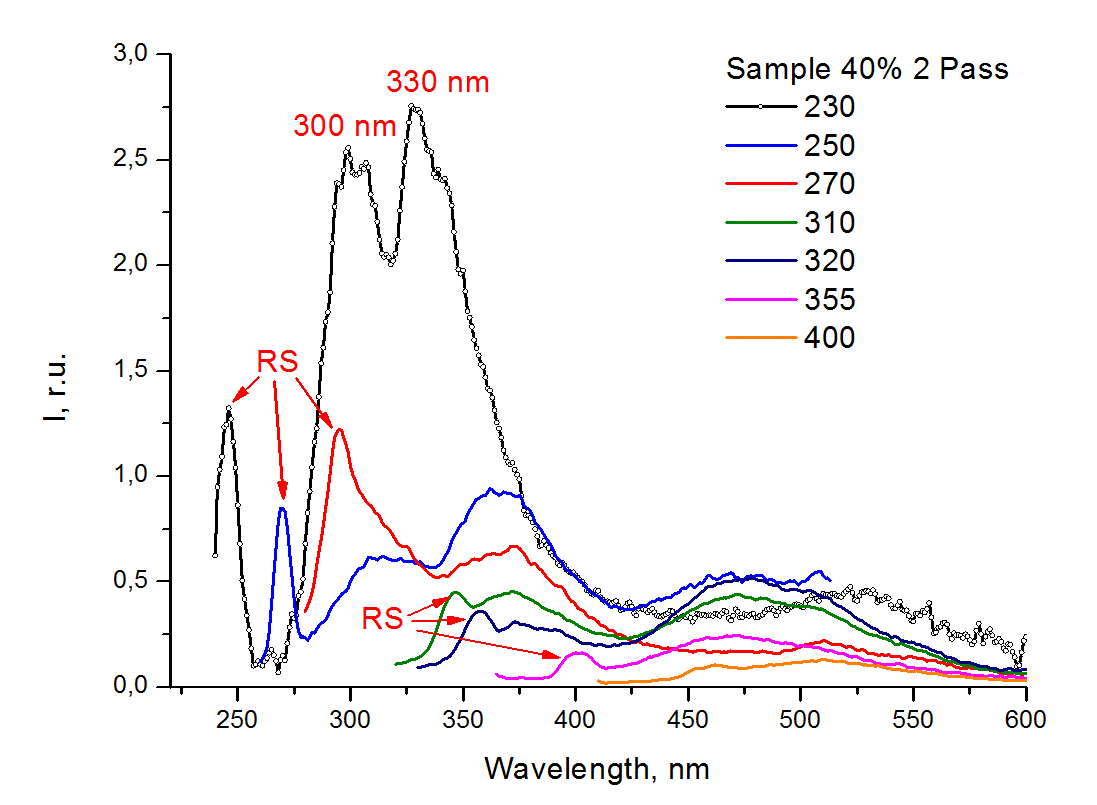 Sample 40% 2 Pass
230
250
270
310
320
355
400
330 nm
300 nm
RS
RS
I, r.u.
3,0
2,5
2,0
1,5
1,0
0,5
0,0
250 300 350 400 450 500 550 600
Wavelength, nm